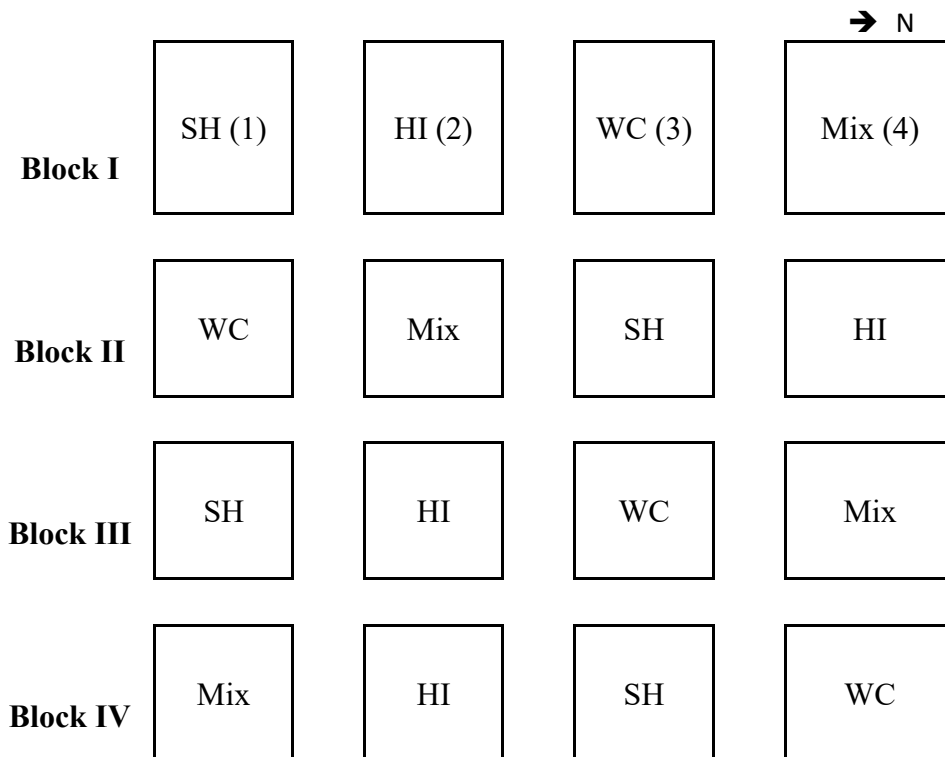 ➔ N
Block I SH (1) HI (2) WC (3) Mix (4)
Block II WC Mix SH HI
Block III SH HI WC Mix
Block IV Mix HI SH WC